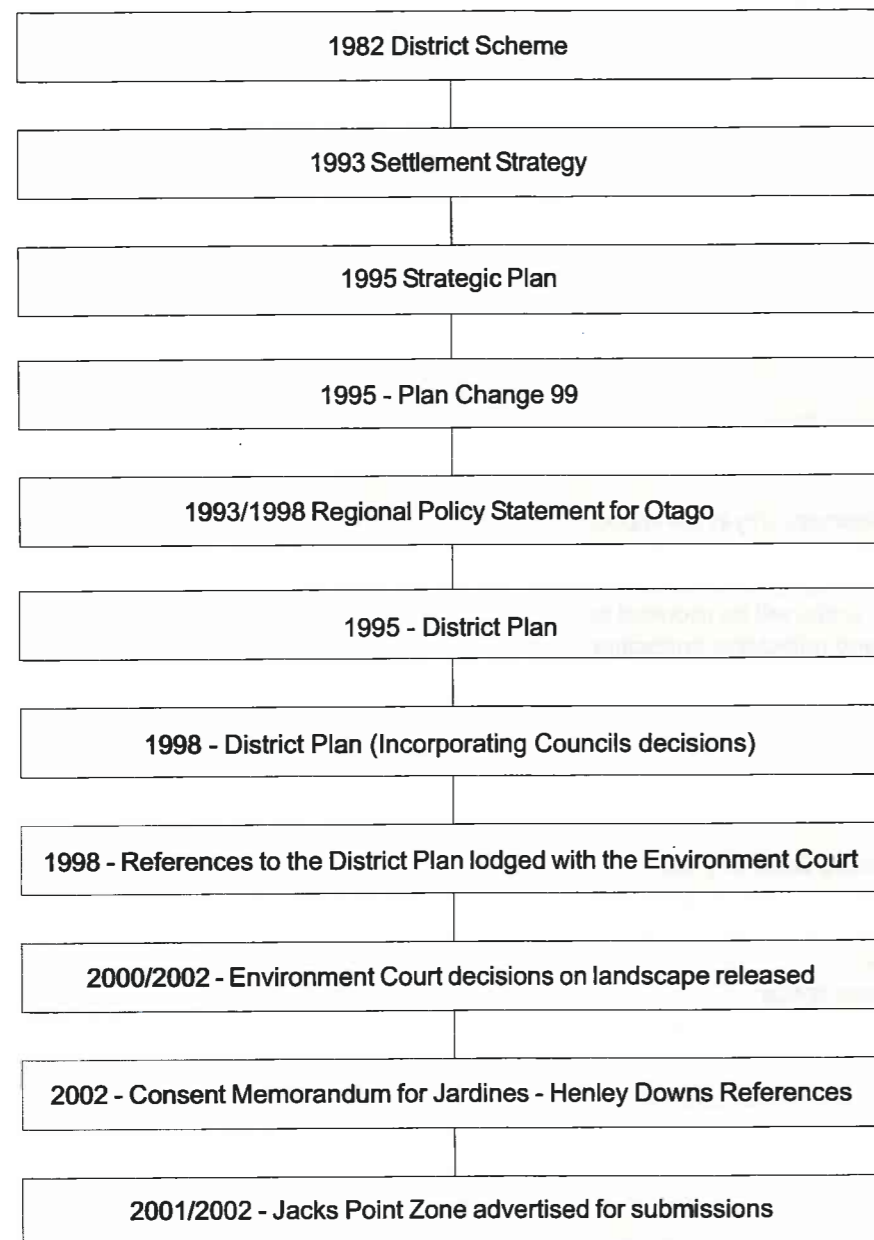 1982 District Scheme
1993 Settlement Strategy
1995 Strategic Plan
1995 - Plan Change 99
1993/1998 Regional Policy Statement for Otago
1995 - District Plan
1998 - District Plan (Incorporating Councils decisions)
1998 - References to the District Plan lodged with the Environment Court
2000/2002 - Environment Court decisions on landscape released
2002 - Consent Memorandum for Jardines - Henley Downs References
2001/2002 - Jacks Point Zone advertised for submissions